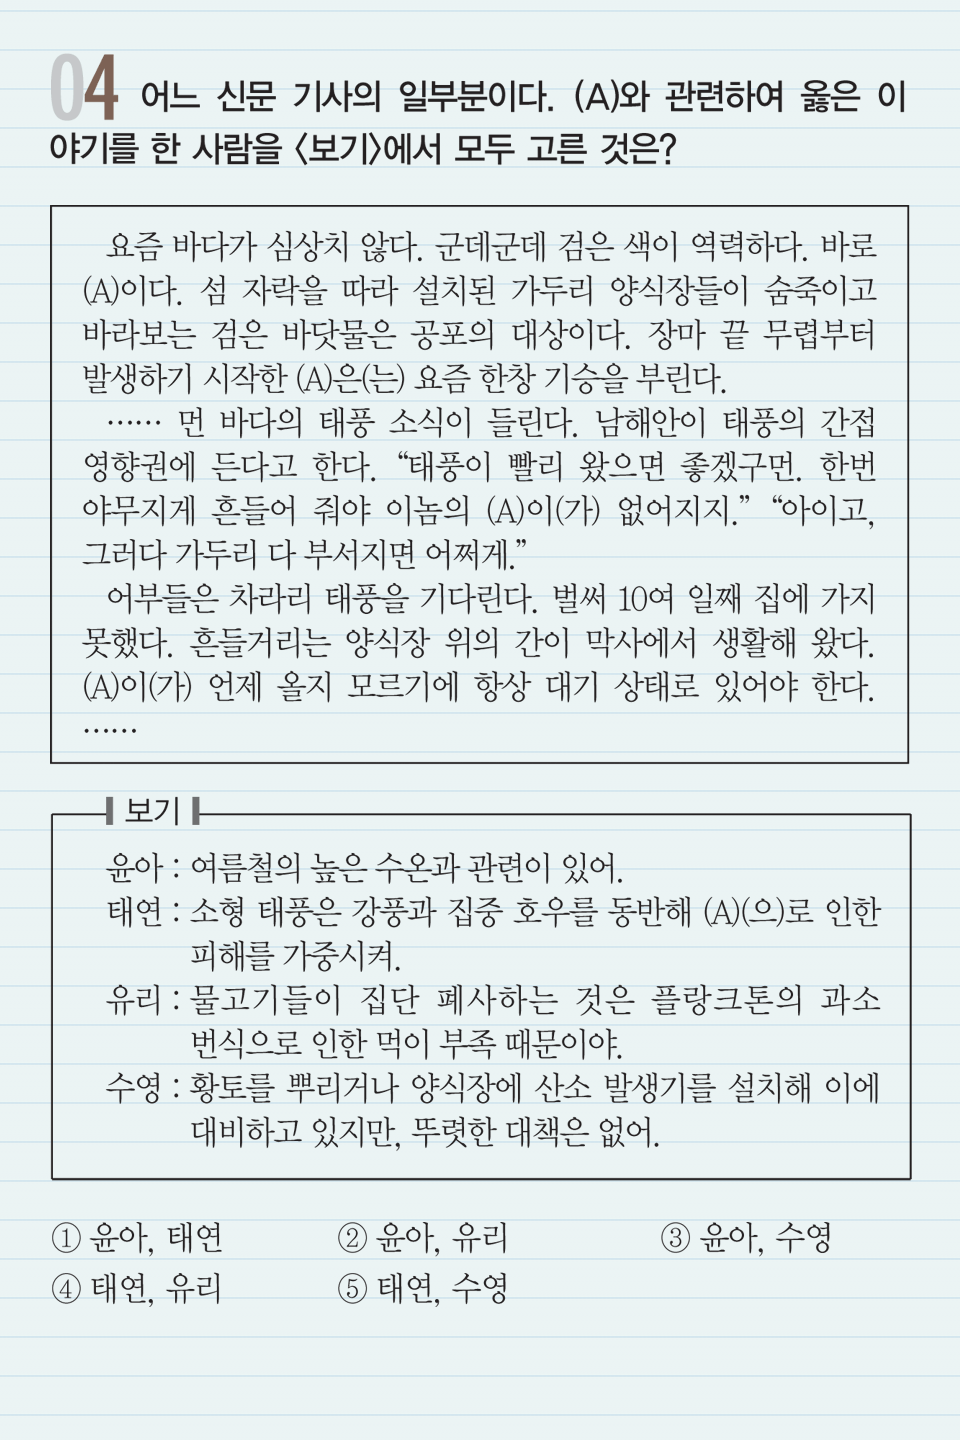 04 어느 신문 기사의 일부분이다. (A)와 관련하여 옳은 이
야기를 한 사람을 〈보기〉에서 모두 고른 것은?
요즘 바다가 심상치 않다. 군데군데 검은 색이 역력하다. 바로
(A)이다. 섬 자락을 따라 설치된 가두리 양식장들이 숨죽이고
바라보는 검은 바닷물은 공포의 대상이다. 장마 끝 무렵부터
발생하기 시작한 (A)은(는) 요즘 한창 기승을 부린다.
…… 먼 바다의 태풍 소식이 들린다. 남해안이 태풍의 간접
영향권에 든다고 한다. “태풍이 빨리 왔으면 좋겠구먼. 한번
야무지게 흔들어 줘야 이놈의 (A)이(가) 없어지지.” “아이고,
그러다 가두리 다 부서지면 어쩌게.”
어부들은 차라리 태풍을 기다린다. 벌써 10여 일째 집에 가지
못했다. 흔들거리는 양식장 위의 간이 막사에서 생활해 왔다.
(A)이(가) 언제 올지 모르기에 항상 대기 상태로 있어야 한다.
……
보기
윤아 : 여름철의 높은 수온과 관련이 있어.
태연 : 소형 태풍은 강풍과 집중 호우를 동반해 (A)(으)로 인한
피해를 가중시켜.
유리 : 물고기들이 집단 폐사하는 것은 플랑크톤의 과소
번식으로 인한 먹이 부족 때문이야.
수영 : 황토를 뿌리거나 양식장에 산소 발생기를 설치해 이에
대비하고 있지만, 뚜렷한 대책은 없어.
① 윤아, 태연 ② 윤아, 유리 ③ 윤아, 수영
④ 태연, 유리 ⑤ 태연, 수영